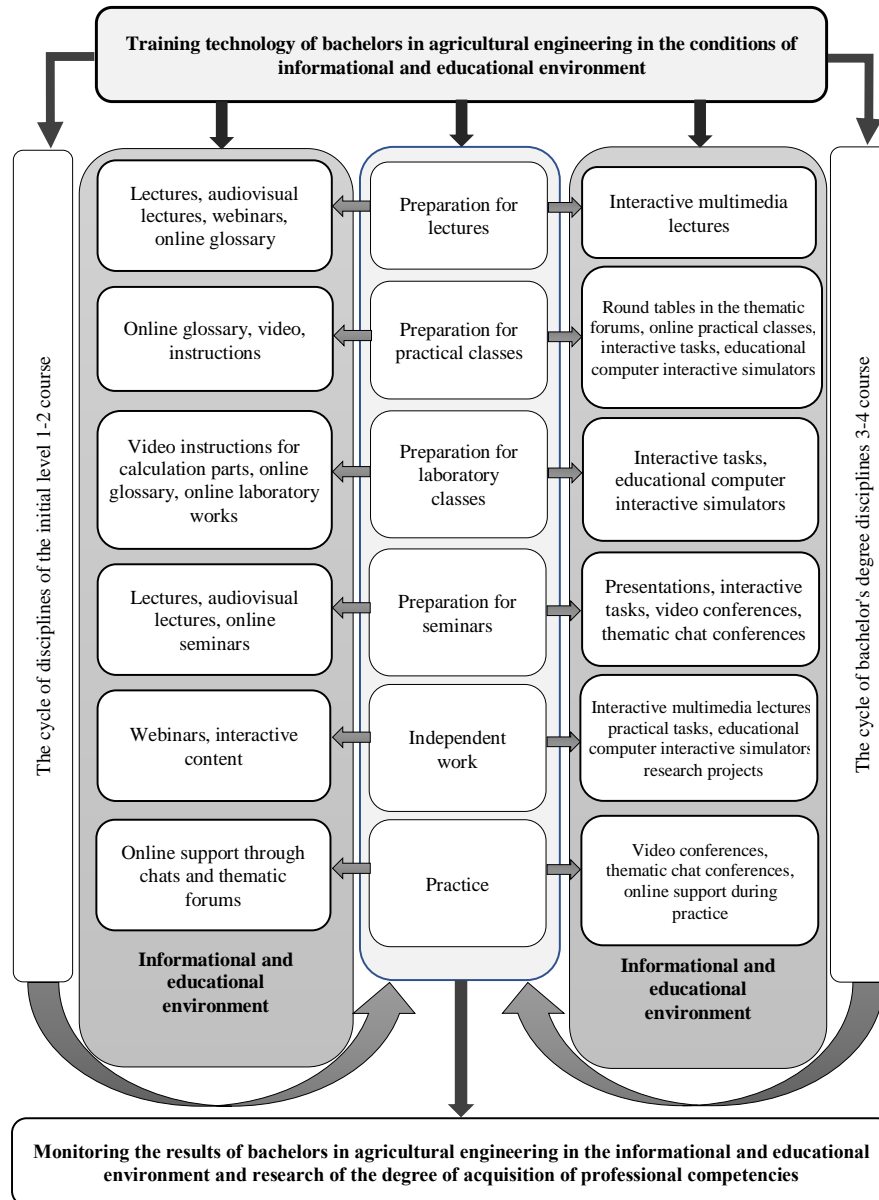 Training technology of bachelors in agricultural engineering in the conditions of
informational and educational environment
The cycle of disciplines of the initial level 1-2 course
Lectures, audiovisual
lectures, webinars,
online glossary
Preparation for
lectures
Interactive multimedia
lectures
Online glossary, video,
instructions
Preparation for
practical classes
Round tables in the thematic
forums, online practical classes,
interactive tasks, educational
computer interactive simulators
Video instructions for
calculation parts, online
glossary, online laboratory
works
Preparation for
laboratory
classes
Interactive tasks,
educational computer
interactive simulators
Lectures, audiovisual
lectures, online
seminars
Preparation for
seminars
Presentations, interactive
tasks, video conferences,
thematic chat conferences
Webinars, interactive
content
Independent
work
Interactive multimedia lectures
practical tasks, educational
computer interactive simulators
research projects
Online support through
chats and thematic
forums
Practice
Video conferences,
thematic chat conferences,
online support during
practice
Informational and
educational
environment
Informational and
educational
environment
The cycle of bachelor's degree disciplines 3-4 course
Monitoring the results of bachelors in agricultural engineering in the informational and educational
environment and research of the degree of acquisition of professional competencies